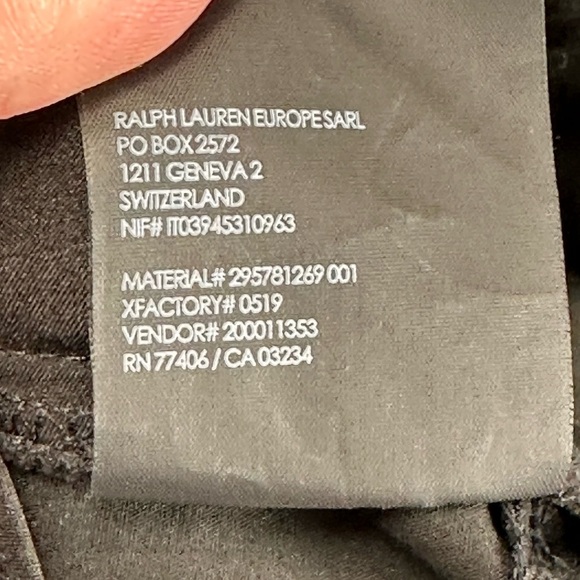 RALPH LAUREN EUROPE SARL
PO BOX 2572
1211 GENEVA 2
SWITZERLAND
NIF# IT03945310963
MATERIAL# 295781269 001
XFACTORY# 0519
VENDOR# 200011353
RN 77406 / CA 03234